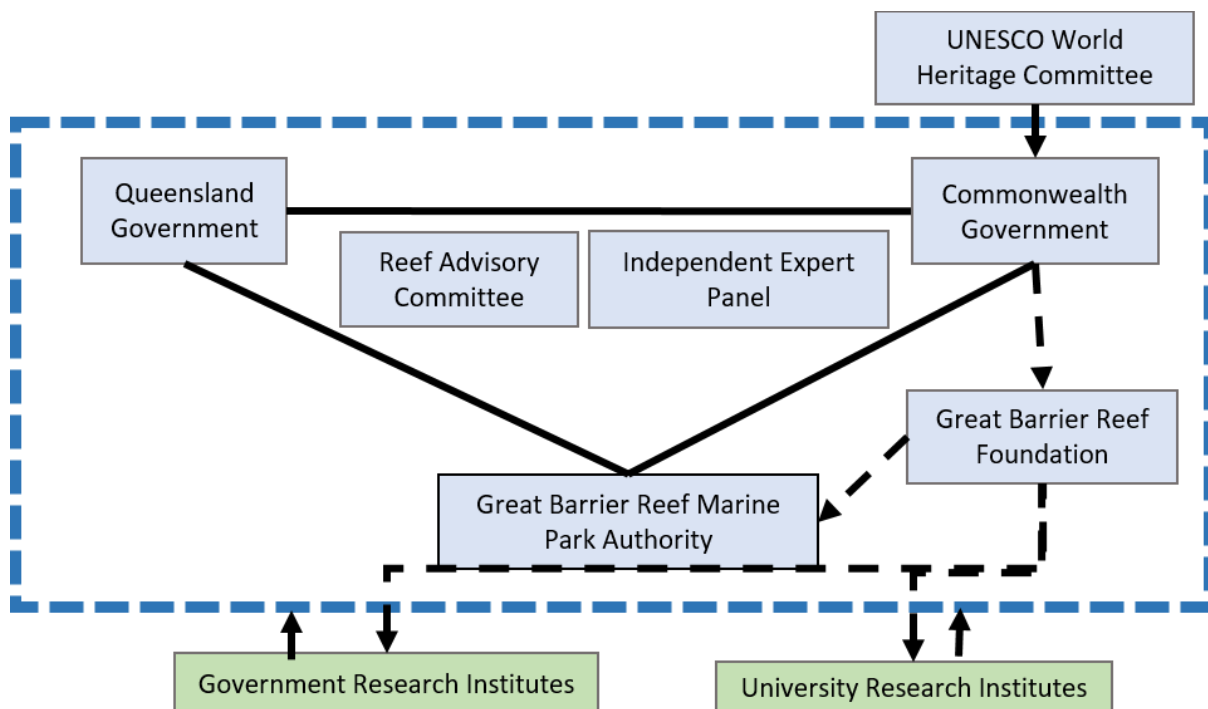 UNESCO World
Heritage Committee
Queensland
Government
Commonwealth
Government
Reef Advisory
Committee
Independent Expert
Panel
Great Barrier Reef
Foundation
Great Barrier Reef Marine
Park Authority
Government Research Institutes
University Research Institutes